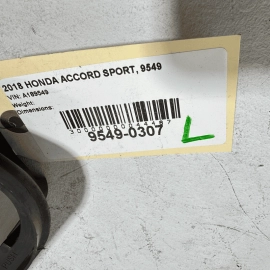 2018 HONDA ACCORD SPORT, 9549
VIN: A189549
Weight:
Dimensions:
9549-0307
L